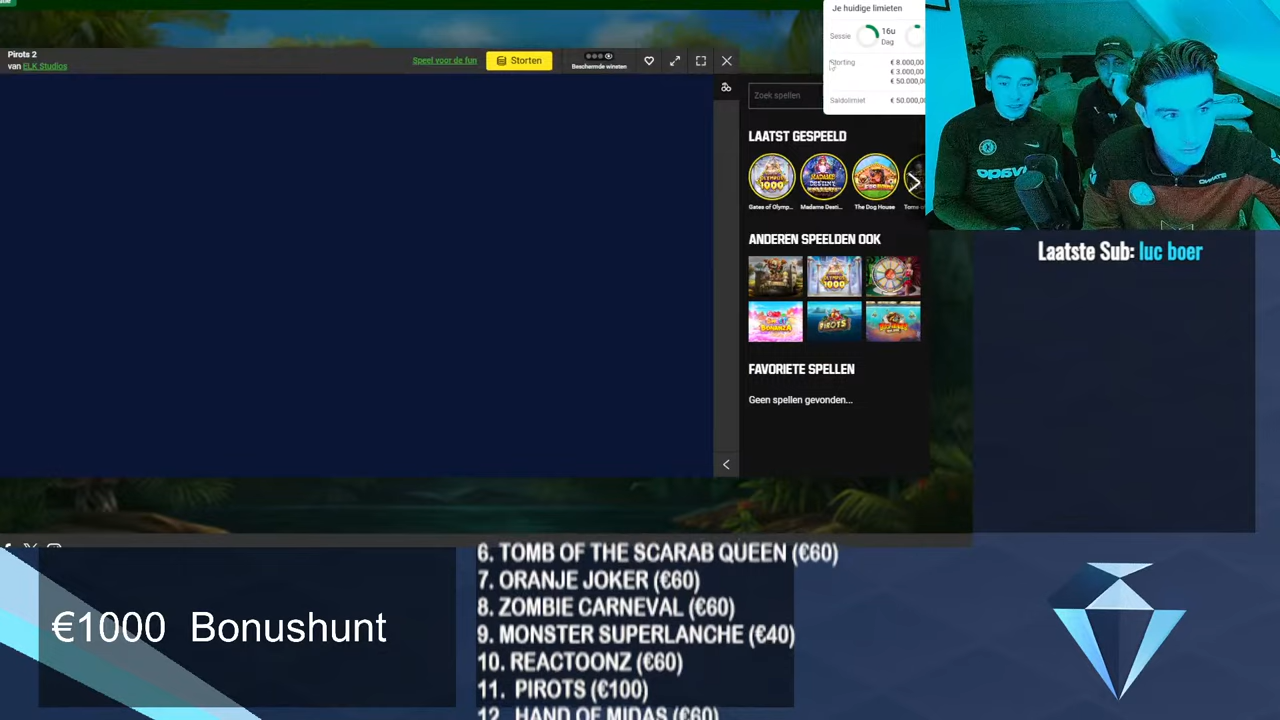 Je huidige limieten
Sessie
16u
Dag
Storting
€ 8.000,00
€ 3.000,00
€ 50.000,00
Saldolimiet
€ 50.000,00
Pirots 2
van ELK Studios
Speel voor de fun
Storten
Beschermde winsten
Zoek spellen
LAATST GESPEELD
Gates of Olymp...
Madame Desti...
The Dog House
ANDEREN SPEELDEN OOK
PIROTS
FAVORIETE SPELLEN
Geen spellen gevonden...
Laatste Sub: luc boer
€1000 Bonushunt
6. TOMB OF THE SCARAB QUEEN (€60)
7. ORANJE JOKER (€60)
8. ZOMBIE CARNEVAL (€60)
9. MONSTER SUPERLANCHE (€40)
10. REACTOONZ (€60)
11. PIROTS (€100)
12. HAND OF MIDAS (€60)